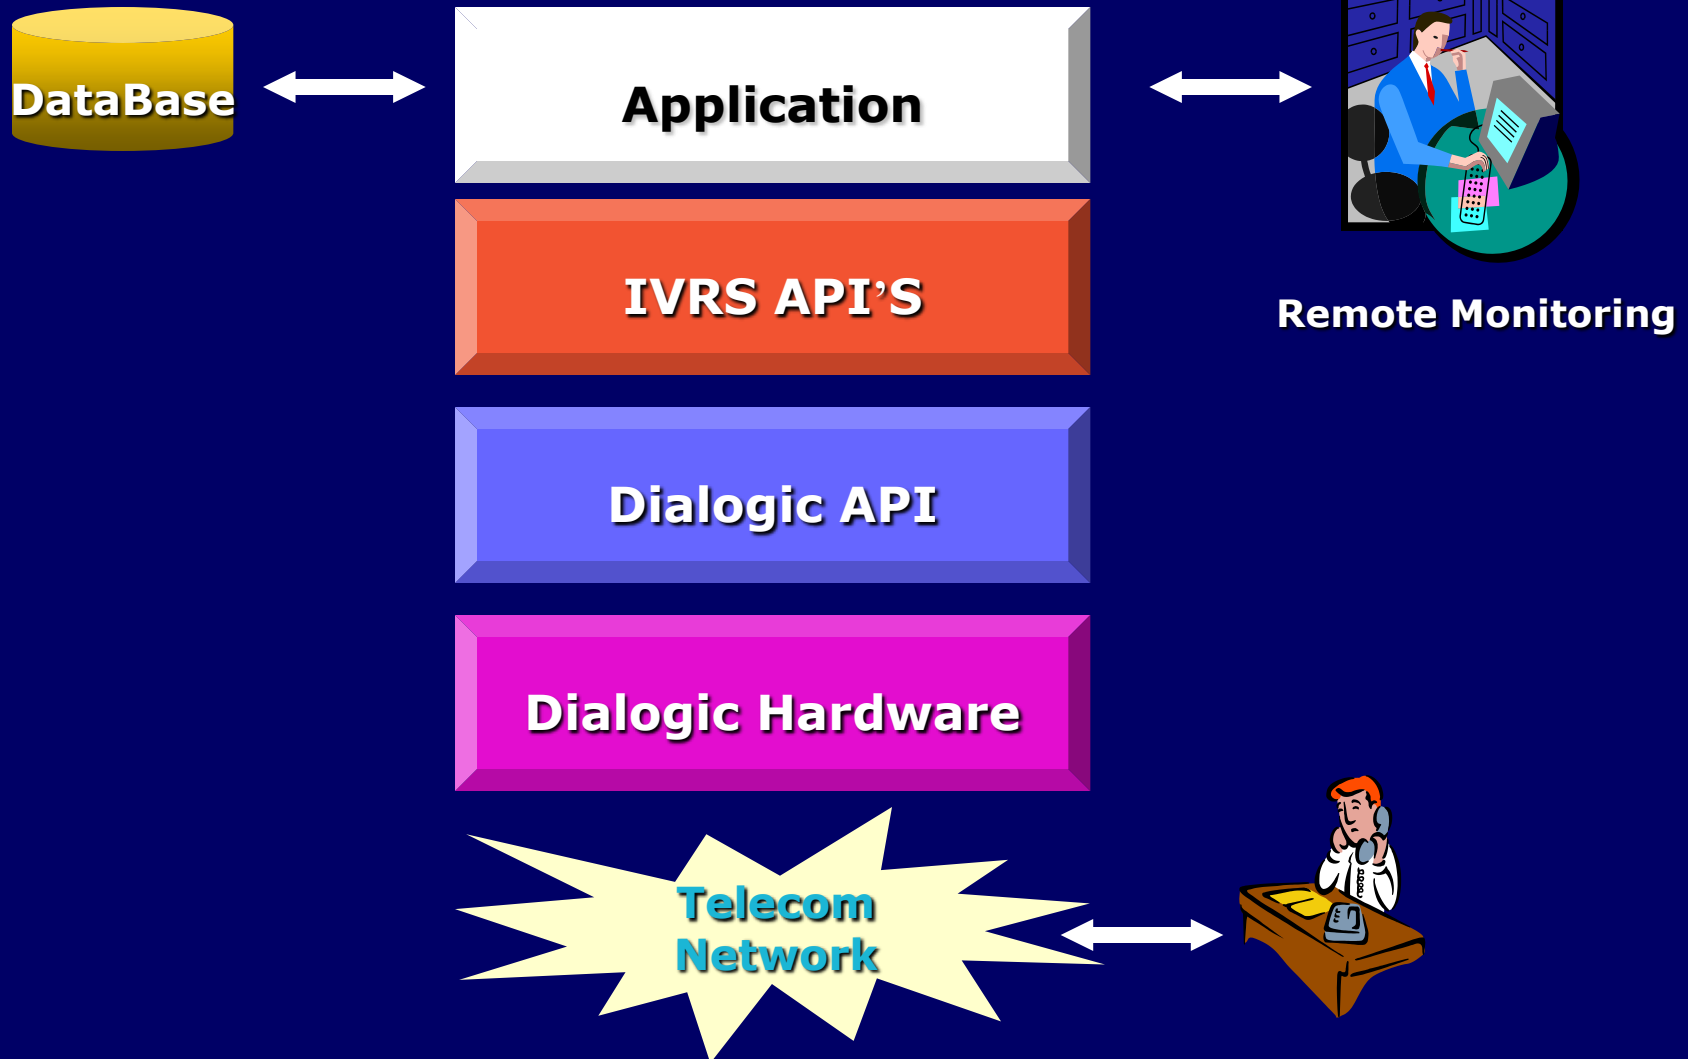 DataBase
Application
IVRS API’S
Remote Monitoring
Dialogic API
Dialogic Hardware
Telecom
Network